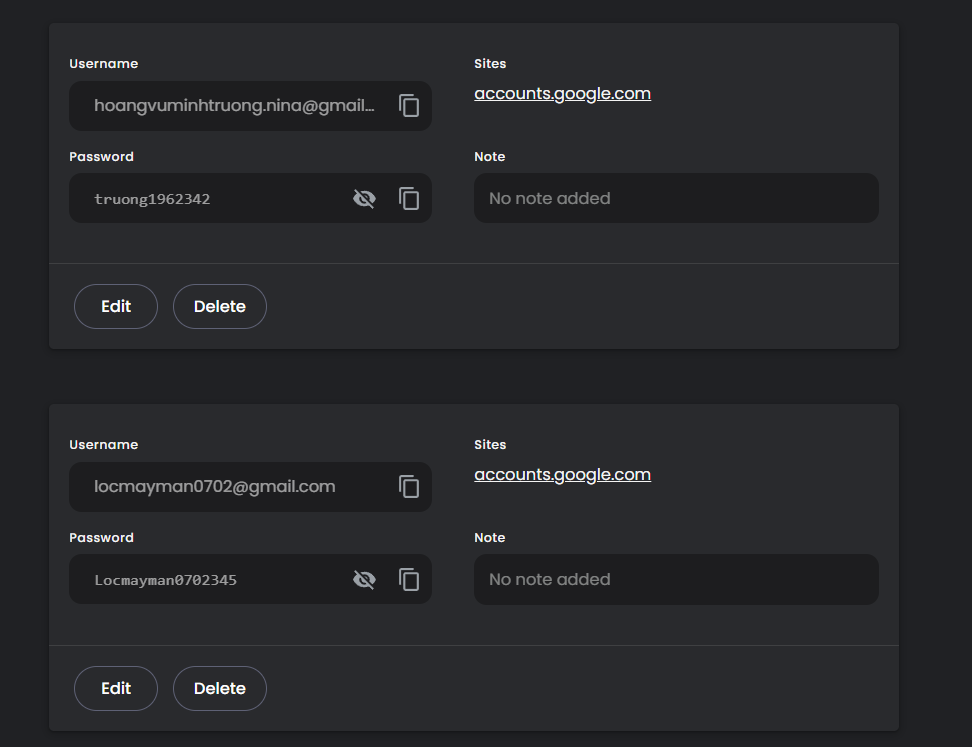 Username
hoangvuminhtruong.nina@gmail...
Sites
accounts.google.com
Password
truong1962342
Note
No note added
Edit
Delete
Username
locmayman0702@gmail.com
Sites
accounts.google.com
Password
Locmayman0702345
Note
No note added
Edit
Delete